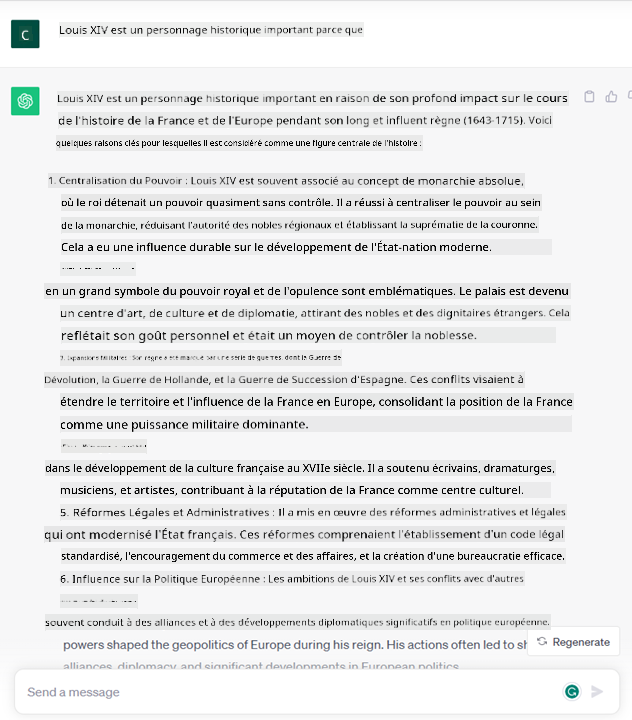 C
Louis XIV est un personnage historique important parce que
Louis XIV est un personnage historique important en raison de son profond impact sur le cours
de l'histoire de la France et de l'Europe pendant son long et influent règne (1643-1715). Voici
quelques raisons clés pour lesquelles il est considéré comme une figure centrale de l'histoire :
1. Centralisation du Pouvoir : Louis XIV est souvent associé au concept de monarchie absolue,
où le roi détenait un pouvoir quasiment sans contrôle. Il a réussi à centraliser le pouvoir au sein
de la monarchie, réduisant l'autorité des nobles régionaux et établissant la suprématie de la couronne.
Cela a eu une influence durable sur le développement de l'État-nation moderne.
en un grand symbole du pouvoir royal et de l'opulence sont emblématiques. Le palais est devenu
un centre d'art, de culture et de diplomatie, attirant des nobles et des dignitaires étrangers. Cela
reflétait son goût personnel et était un moyen de contrôler la noblesse.
Expansions Militaires : Son règne a été marqué par une série de guerres, dont la Guerre de
Dévolution, la Guerre de Hollande, et la Guerre de Succession d'Espagne. Ces conflits visaient à
étendre le territoire et l'influence de la France en Europe, consolidant la position de la France
comme une puissance militaire dominante.
dans le développement de la culture française au XVIIe siècle. Il a soutenu écrivains, dramaturges,
musiciens, et artistes, contribuant à la réputation de la France comme centre culturel.
5. Réformes Légales et Administratives : Il a mis en œuvre des réformes administratives et légales
qui ont modernisé l'État français. Ces réformes comprenaient l'établissement d'un code légal
standardisé, l'encouragement du commerce et des affaires, et la création d'une bureaucratie efficace.
6. Influence sur la Politique Européenne : Les ambitions de Louis XIV et ses conflits avec d'autres
souvent conduit à des alliances et à des développements diplomatiques significatifs en politique européenne.
powers shaped the geopolitics of Europe during his reign. His actions often led to sh
alliances, diplomacy, and significant developments in European politics.
Regenerate
Send a message